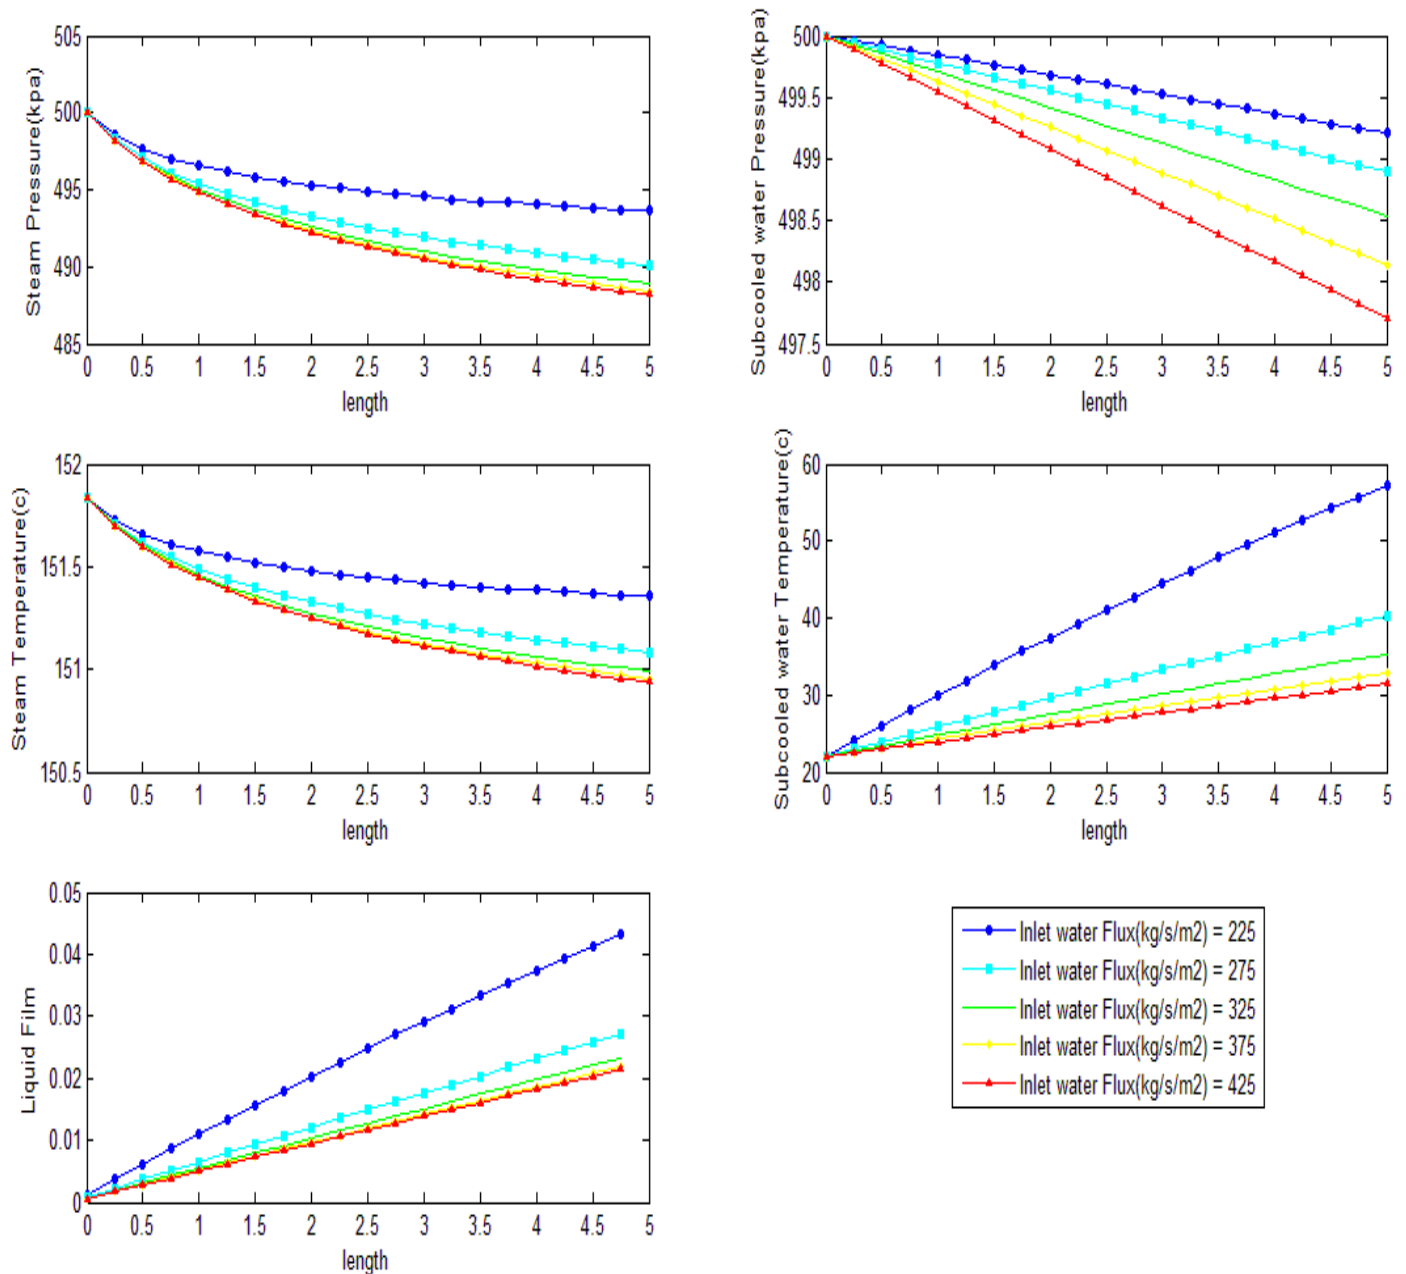 Steam Pressure(kpa)
505
500
495
490
485
0 0.5 1 1.5 2 2.5 3 3.5 4 4.5 5
length
Subcooled water Pressure(kpa)
500
499.5
499
498.5
498
497.5
0 0.5 1 1.5 2 2.5 3 3.5 4 4.5 5
length
Steam Temperature(c)
152
151.5
151
150.5
0 0.5 1 1.5 2 2.5 3 3.5 4 4.5 5
length
Subcooled water Temperature(c)
60
50
40
30
20
0 0.5 1 1.5 2 2.5 3 3.5 4 4.5 5
length
Liquid Film
0.05
0.04
0.03
0.02
0.01
0
0 0.5 1 1.5 2 2.5 3 3.5 4 4.5 5
length
Inlet water Flux(kg/s/m2) = 225
Inlet water Flux(kg/s/m2) = 275
Inlet water Flux(kg/s/m2) = 325
Inlet water Flux(kg/s/m2) = 375
Inlet water Flux(kg/s/m2) = 425